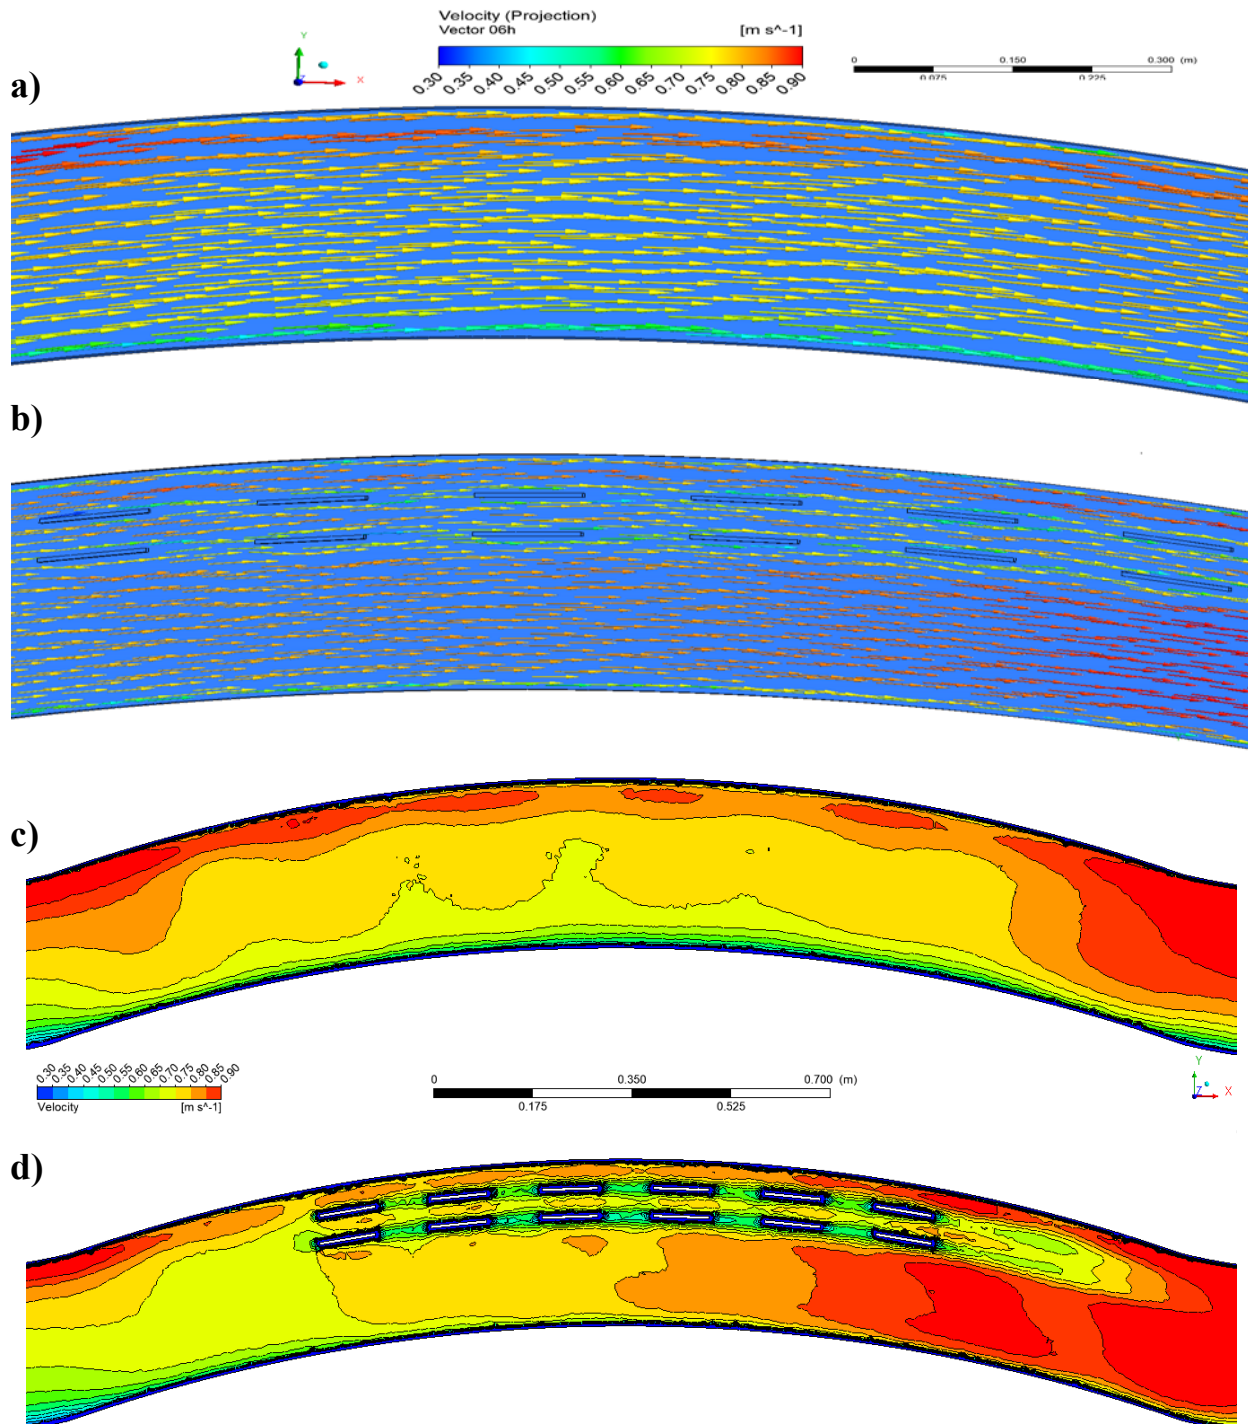 Velocity (Projection)
Vector 06h
[m s^-1]
0.30 0.35 0.40 0.45 0.50 0.55 0.60 0.65 0.70 0.75 0.80 0.85 0.90
Y
Z
X
0 0.150 0.300 (m)
0.075 0.225
a)
b)
c)
0.30 0.35 0.40 0.45 0.50 0.55 0.60 0.65 0.70 0.75 0.80 0.85 0.90
Velocity [m s^-1]
0 0.350 0.700 (m)
0.175 0.525
Y
Z
X
d)